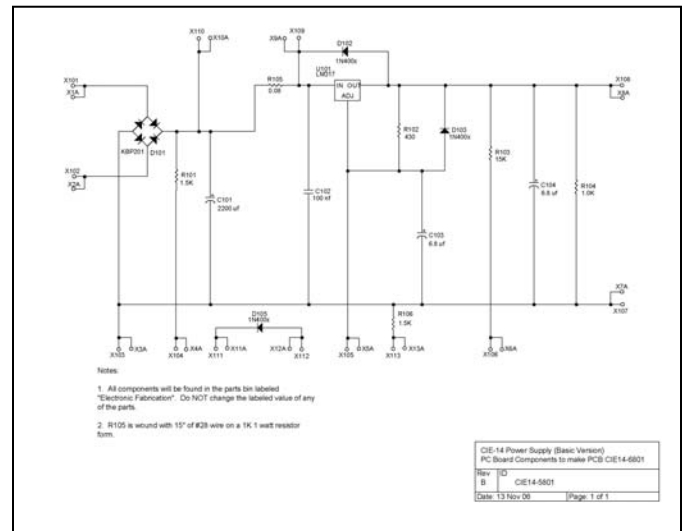 X110
X10A
X9A
X109
D102
1N400x
U101
LM317
IN OUT
ADJ
X101
X1A
R105
0.08
X108
X8A
KBP201
D101
R102
430
D103
1N400x
R103
15K
X102
X2A
R101
1.5K
C101
2200 uf
C102
100 nf
C104
6.8 uf
R104
1.0K
C103
6.8 uf
X7A
X107
D105
1N400x
R106
1.5K
X103
X3A
X104
X4A
X111
X11A
X12A
X112
X105
X5A
X113
X13A
X106
X6A
Notes:
1. All components will be found in the parts bin labeled
"Electronic Fabrication". Do NOT change the labeled value of any
of the parts.
2. R105 is wound with 15" of #28 wire on a 1K 1 watt resistor
form.
CIE-14 Power Supply (Basic Version)
PC Board Components to make PCB CIE14-6801
Rev ID
B CIE14-5801
Date: 13 Nov 06 Page: 1 of 1